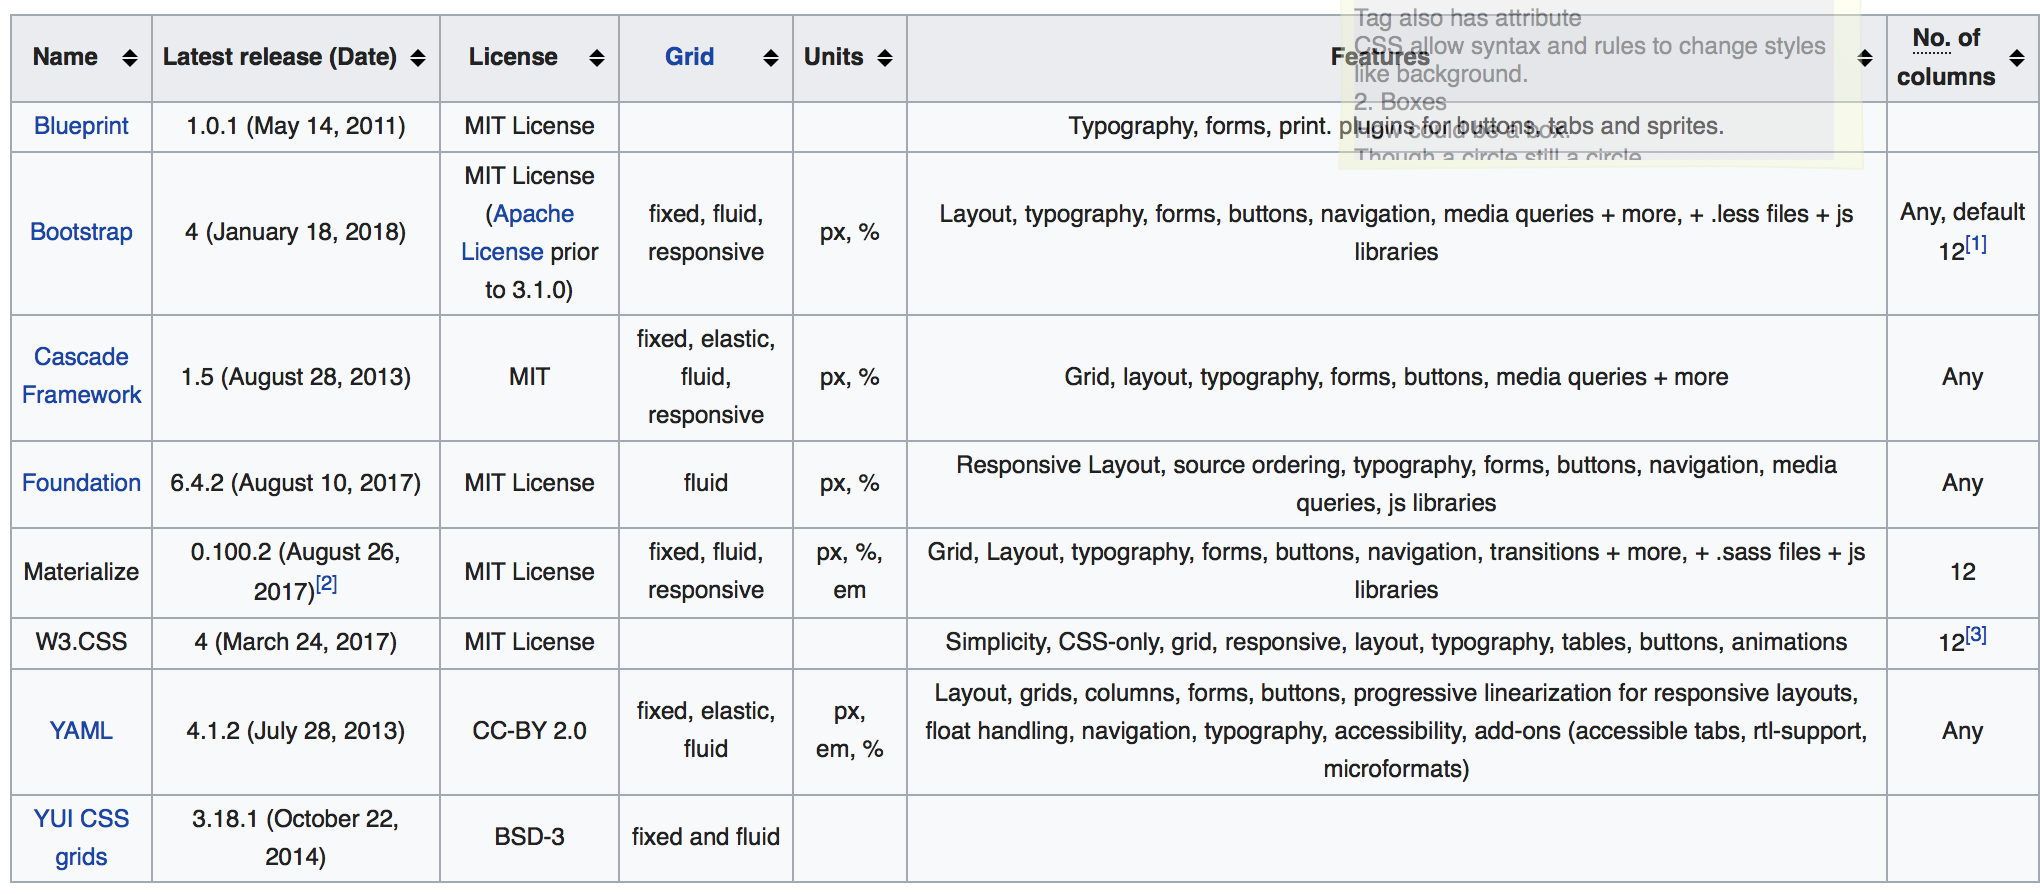 Name Latest release (Date) License Grid Units Features No. of columns
Tag also has attribute
CSS allow syntax and rules to change styles
like background.
2. Boxes
How could be a box.
Though a circle still a circle
Blueprint 1.0.1 (May 14, 2011) MIT License Typography, forms, print. plugins for buttons, tabs and sprites.
Bootstrap 4 (January 18, 2018) MIT License (Apache License prior to 3.1.0) fixed, fluid, responsive px, % Layout, typography, forms, buttons, navigation, media queries + more, + .less files + js libraries Any, default 12[1]
Cascade Framework 1.5 (August 28, 2013) MIT fixed, elastic, fluid, responsive px, % Grid, layout, typography, forms, buttons, media queries + more Any
Foundation 6.4.2 (August 10, 2017) MIT License fluid px, % Responsive Layout, source ordering, typography, forms, buttons, navigation, media queries, js libraries Any
Materialize 0.100.2 (August 26, 2017)[2] MIT License fixed, fluid, responsive px, %, em Grid, Layout, typography, forms, buttons, navigation, transitions + more, + .sass files + js libraries 12
W3.CSS 4 (March 24, 2017) MIT License Simplicity, CSS-only, grid, responsive, layout, typography, tables, buttons, animations 12[3]
YAML 4.1.2 (July 28, 2013) CC-BY 2.0 fixed, elastic, fluid px, em, % Layout, grids, columns, forms, buttons, progressive linearization for responsive layouts, float handling, navigation, typography, accessibility, add-ons (accessible tabs, rtl-support, microformats) Any
YUI CSS grids 3.18.1 (October 22, 2014) BSD-3 fixed and fluid